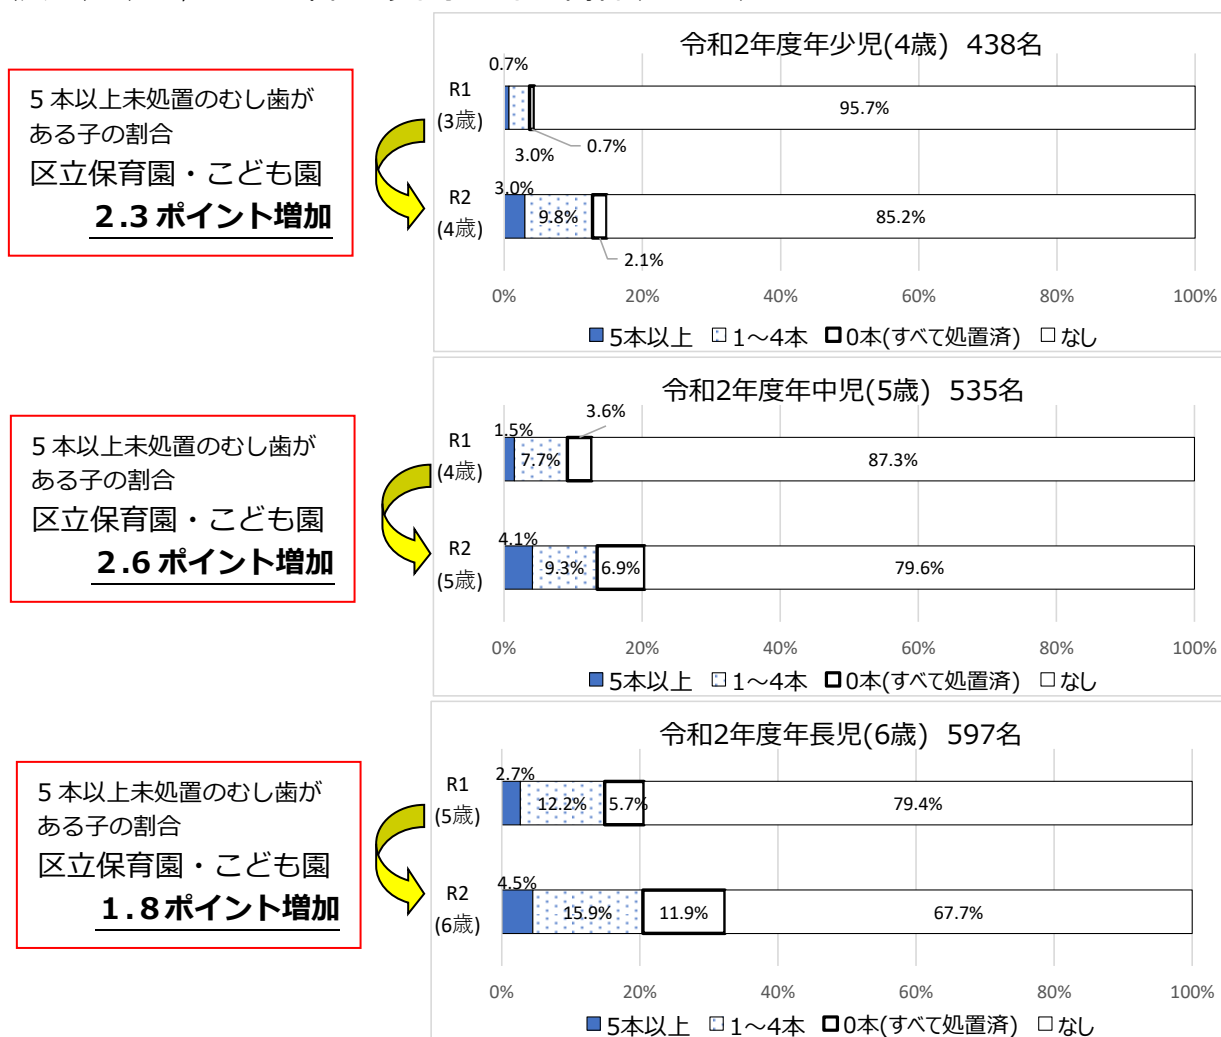 令和2年度年少児(4歳) 438名
5本以上未処置のむし歯が
ある子の割合
区立保育園・こども園
2.3ポイント増加
R1
(3歳)
0.7%
3.0%
0.7%
95.7%
R2
(4歳)
3.0%
9.8%
2.1%
85.2%
0% 20% 40% 60% 80% 100%
5本以上 1～4本 0本(すべて処置済) なし
令和2年度年中児(5歳) 535名
5本以上未処置のむし歯が
ある子の割合
区立保育園・こども園
2.6ポイント増加
R1
(4歳)
1.5%
7.7%
3.6%
87.3%
R2
(5歳)
4.1%
9.3%
6.9%
79.6%
0% 20% 40% 60% 80% 100%
5本以上 1～4本 0本(すべて処置済) なし
令和2年度年長児(6歳) 597名
5本以上未処置のむし歯が
ある子の割合
区立保育園・こども園
1.8ポイント増加
R1
(5歳)
2.7%
12.2%
5.7%
79.4%
R2
(6歳)
4.5%
15.9%
11.9%
67.7%
0% 20% 40% 60% 80% 100%
5本以上 1～4本 0本(すべて処置済) なし